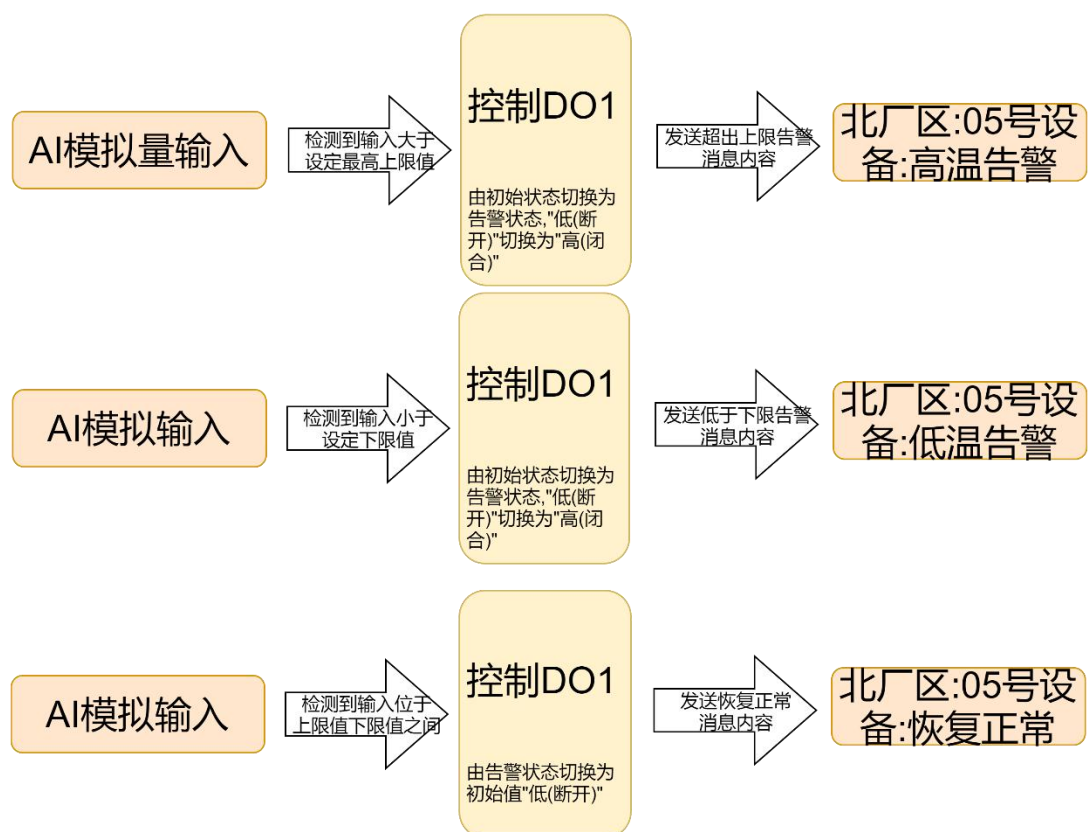 AI模拟量输入
检测到输入大于
设定最高上限值
控制DO1
由初始状态切换为
告警状态,"低(断
开)"切换为"高(闭
合)"
发送超出上限告警
消息内容
北厂区:05号设
备:高温告警
AI模拟输入
检测到输入小于
设定下限值
控制DO1
由初始状态切换为
告警状态,"低(断
开)"切换为"高(闭
合)"
发送低于下限告警
消息内容
北厂区:05号设
备:低温告警
AI模拟输入
检测到输入位于
上限值下限值之间
控制DO1
由告警状态切换为
初始值"低(断开)"
发送恢复正常
消息内容
北厂区:05号设
备:恢复正常